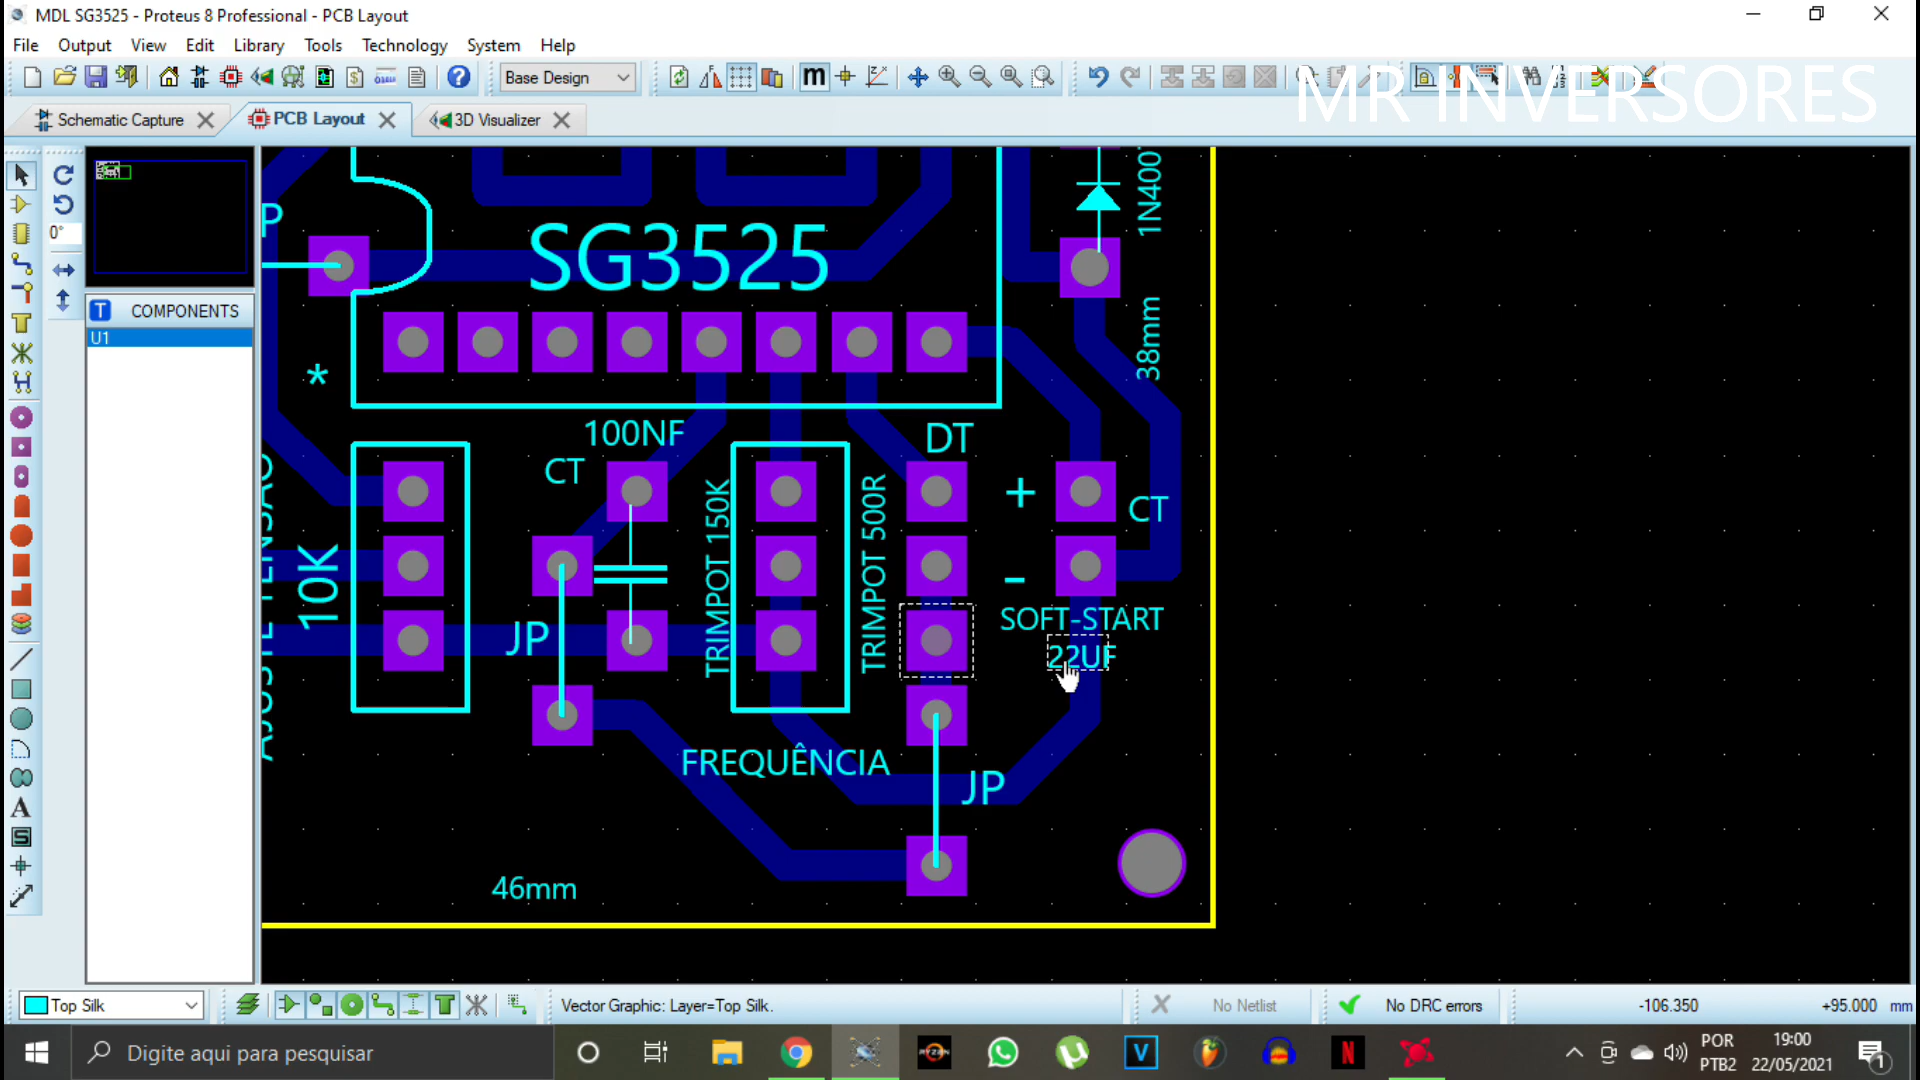 MDL SG3525 - Proteus 8 Professional - PCB Layout
File Output View Edit Library Tools Technology System Help
Base Design
m
MR INVERSORES
Schematic Capture
PCB Layout
3D Visualizer
0°
T COMPONENTS
U1
P
SG3525
1N400
38mm
*
100NF
CT
DT
+
CT
-
10K
JP
TRIMPOT 150K
TRIMPOT 500R
SOFT-START
22UF
FREQUÊNCIA
JP
46mm
A
S
Top Silk
Vector Graphic: Layer=Top Silk.
No Netlist
No DRC errors
-106.350
+95.000 mm
Digite aqui para pesquisar
RYZEN
V
N
POR
PTB2
19:00
22/05/2021
1